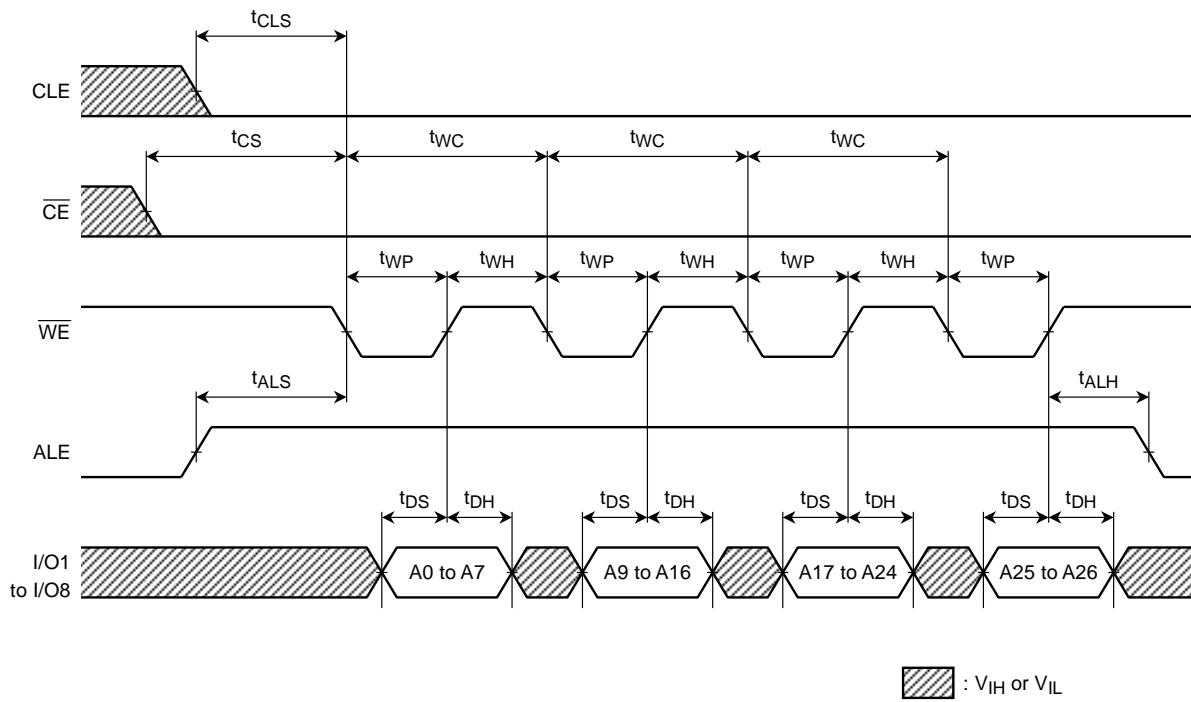 tCLS
CLE
tCS tWC tWC tWC
CE
tWP tWH tWP tWH tWP tWH tWP
WE
tALS tALH
ALE
tDS tDH tDS tDH tDS tDH tDS tDH
I/O1
to I/O8
A0 to A7 A9 to A16 A17 to A24 A25 to A26
: VIH or VIL